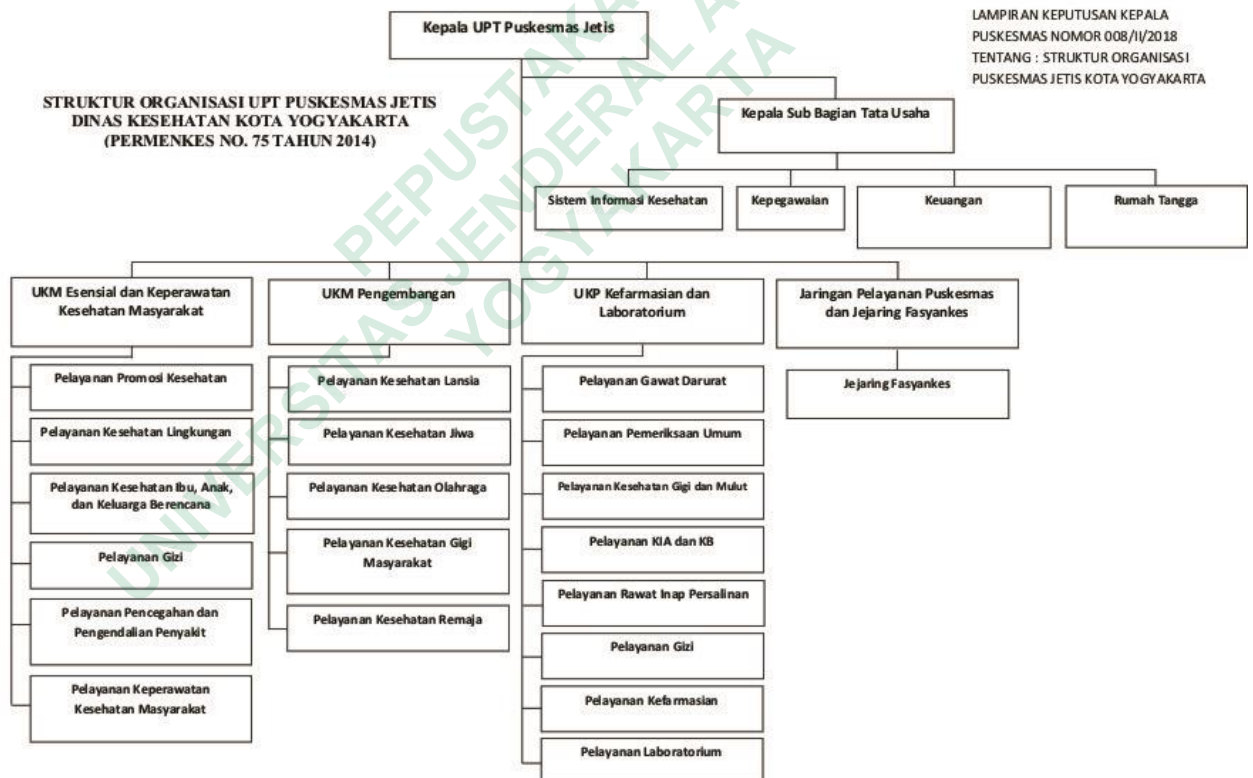 Kepala UPT Puskesmas Jetis
LAMPIRAN KEPUTUSAN KEPALA
PUSKESMAS NOMOR 008/II/2018
TENTANG : STRUKTUR ORGANISASI
PUSKESMAS JETIS KOTA YOGYAKARTA
STRUKTUR ORGANISASI UPT PUSKESMAS JETIS
DINAS KESEHATAN KOTA YOGYAKARTA
(PERMENKES NO. 75 TAHUN 2014)
Kepala Sub Bagian Tata Usaha
Sistem Informasi Kesehatan
Kepegawaian
Keuangan
Rumah Tangga
UKM Esensial dan Keperawatan
Kesehatan Masyarakat
UKM Pengembangan
UKP Kefarmasian dan
Laboratorium
Jaringan Pelayanan Puskesmas
dan Jejaring Fasyankes
Pelayanan Promosi Kesehatan
Pelayanan Kesehatan Lingkungan
Pelayanan Kesehatan Ibu, Anak,
dan Keluarga Berencana
Pelayanan Gizi
Pelayanan Pencegahan dan
Pengendalian Penyakit
Pelayanan Keperawatan
Kesehatan Masyarakat
Pelayanan Kesehatan Lansia
Pelayanan Kesehatan Jiwa
Pelayanan Kesehatan Olahraga
Pelayanan Kesehatan Gigi
Masyarakat
Pelayanan Kesehatan Remaja
Pelayanan Gawat Darurat
Pelayanan Pemeriksaan Umum
Pelayanan Kesehatan Gigi dan Mulut
Pelayanan KIA dan KB
Pelayanan Rawat Inap Persalinan
Pelayanan Gizi
Pelayanan Kefarmasian
Pelayanan Laboratorium
Jejaring Fasyankes
PEPUSTAKA
UNIVERSITAS JENDERAL A
YOGYAKARTA